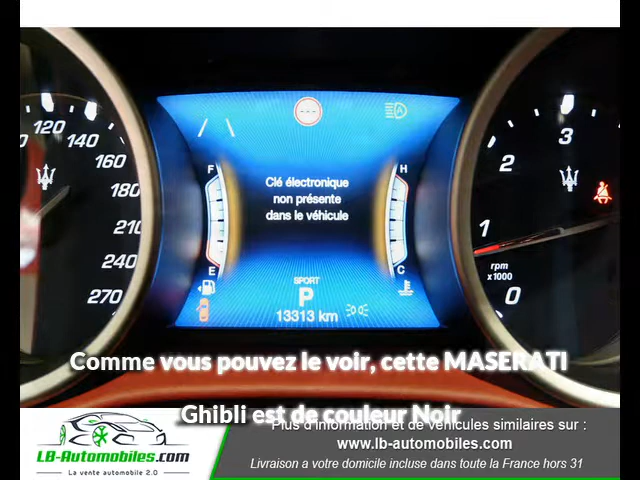 120
140
160
180
210
240
270
F
E
Clé électronique
non présente
dans le véhicule
SPORT
P
13313 km
H
C
3
2
1
0
rpm
x1000
Comme vous pouvez le voir, cette MASERATI
Ghibli est de couleur Noir
LB-Automobiles.com
La vente automobile 2.0
Plus d'information et de véhicules similaires sur :
www.lb-automobiles.com
Livraison a votre domicile incluse dans toute la France hors 31